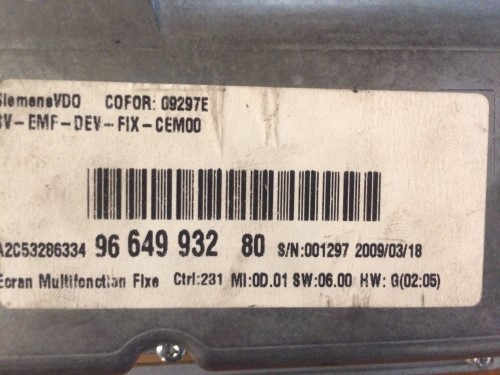 SiemensVDO COFOR: 09297E
SV-EMF-DEV-FIX-CEM00
A2C53286334 96 649 932 80 S/N:001297 2009/03/18
Ecran Multifonction Fixe Ctrl:231 MI:0D.01 SW:06.00 HW: G(02:05)